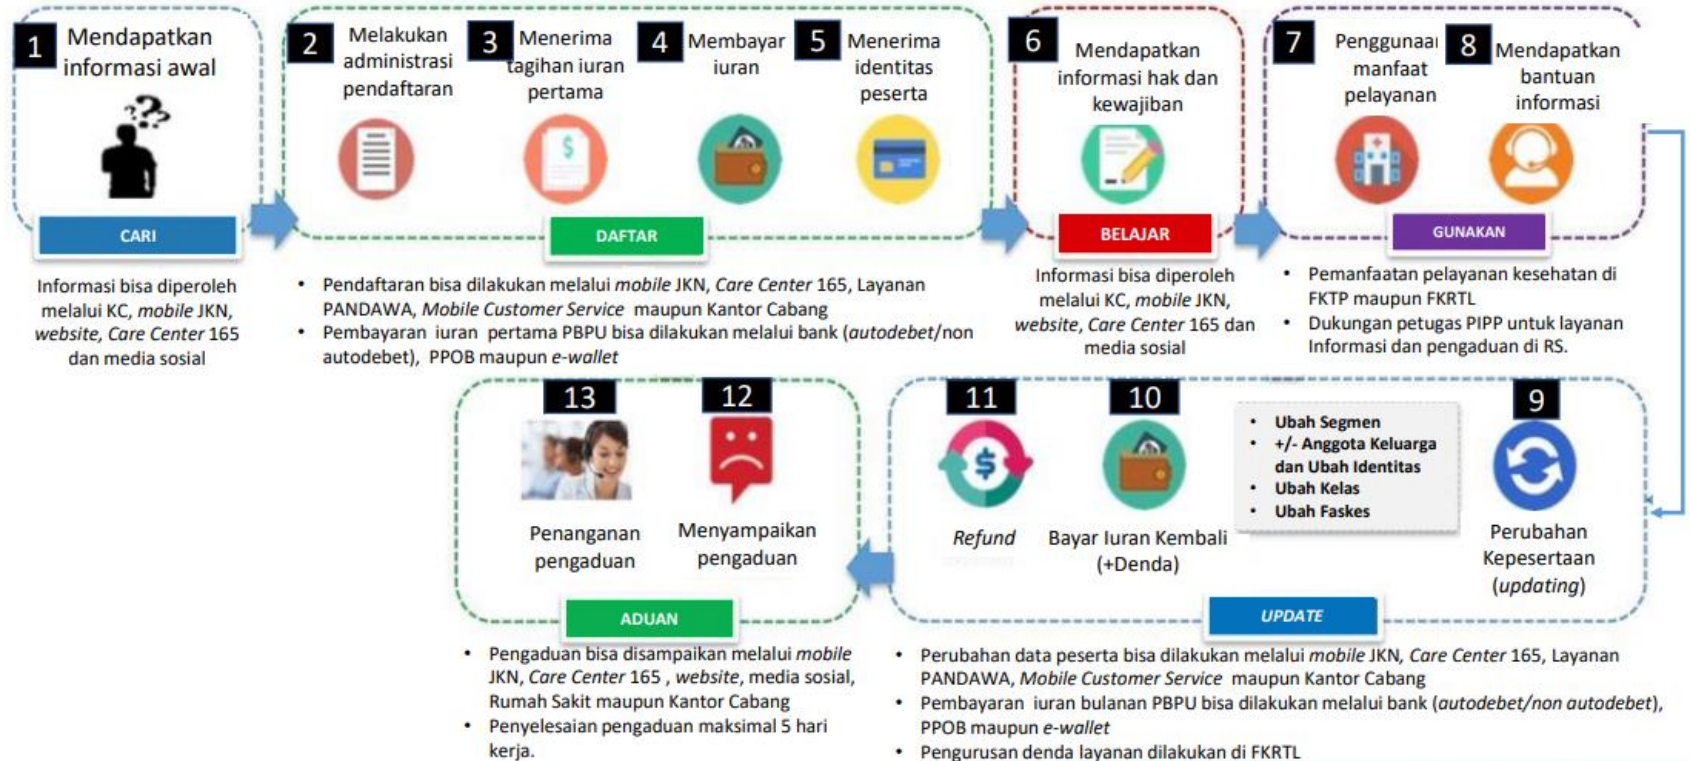 1
Mendapatkan
informasi awal
CARI
Informasi bisa diperoleh
melalui KC, mobile JKN,
website, Care Center 165
dan media sosial
2
Melakukan
administrasi
pendaftaran
3
Menerima
tagihan iuran
pertama
4
Membayar
iuran
5
Menerima
identitas
peserta
DAFTAR
• Pendaftaran bisa dilakukan melalui mobile JKN, Care Center 165, Layanan
PANDAWA, Mobile Customer Service maupun Kantor Cabang
• Pembayaran iuran pertama PBPU bisa dilakukan melalui bank (autodebet/non
autodebet), PPOB maupun e-wallet
6
Mendapatkan
informasi hak dan
kewajiban
BELAJAR
Informasi bisa diperoleh
melalui KC, mobile JKN,
website, Care Center 165 dan
media sosial
7
Penggunaan
manfaat
pelayanan
8
Mendapatkan
bantuan
informasi
GUNAKAN
• Pemanfaatan pelayanan kesehatan di
FKTP maupun FKRTL
• Dukungan petugas PIPP untuk layanan
Informasi dan pengaduan di RS.
9
Perubahan
Kepesertaan
(updating)
• Ubah Segmen
• +/- Anggota Keluarga
dan Ubah Identitas
• Ubah Kelas
• Ubah Faskes
10
Bayar Iuran Kembali
(+Denda)
11
Refund
UPDATE
• Perubahan data peserta bisa dilakukan melalui mobile JKN, Care Center 165, Layanan
PANDAWA, Mobile Customer Service maupun Kantor Cabang
• Pembayaran iuran bulanan PBPU bisa dilakukan melalui bank (autodebet/non autodebet),
PPOB maupun e-wallet
• Pengurusan denda layanan dilakukan di FKRTL
12
Menyampaikan
pengaduan
13
Penanganan
pengaduan
ADUAN
• Pengaduan bisa disampaikan melalui mobile
JKN, Care Center 165 , website, media sosial,
Rumah Sakit maupun Kantor Cabang
• Penyelesaian pengaduan maksimal 5 hari
kerja.